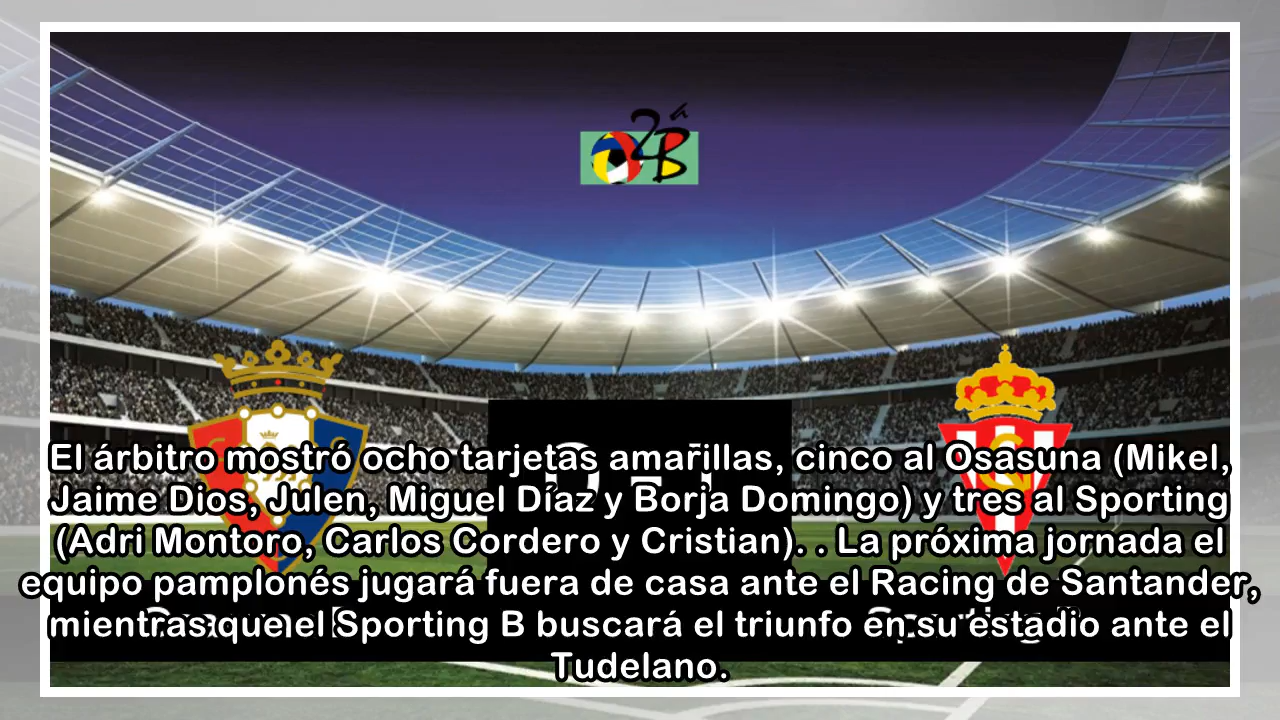 2ªB
El árbitro mostró ocho tarjetas amarillas, cinco al Osasuna (Mikel,
Jaime Dios, Julen, Miguel Díaz y Borja Domingo) y tres al Sporting
(Adri Montoro, Carlos Cordero y Cristian). . La próxima jornada el
equipo pamplonés jugará fuera de casa ante el Racing de Santander,
mientras que el Sporting B buscará el triunfo en su estadio ante el
Tudelano.